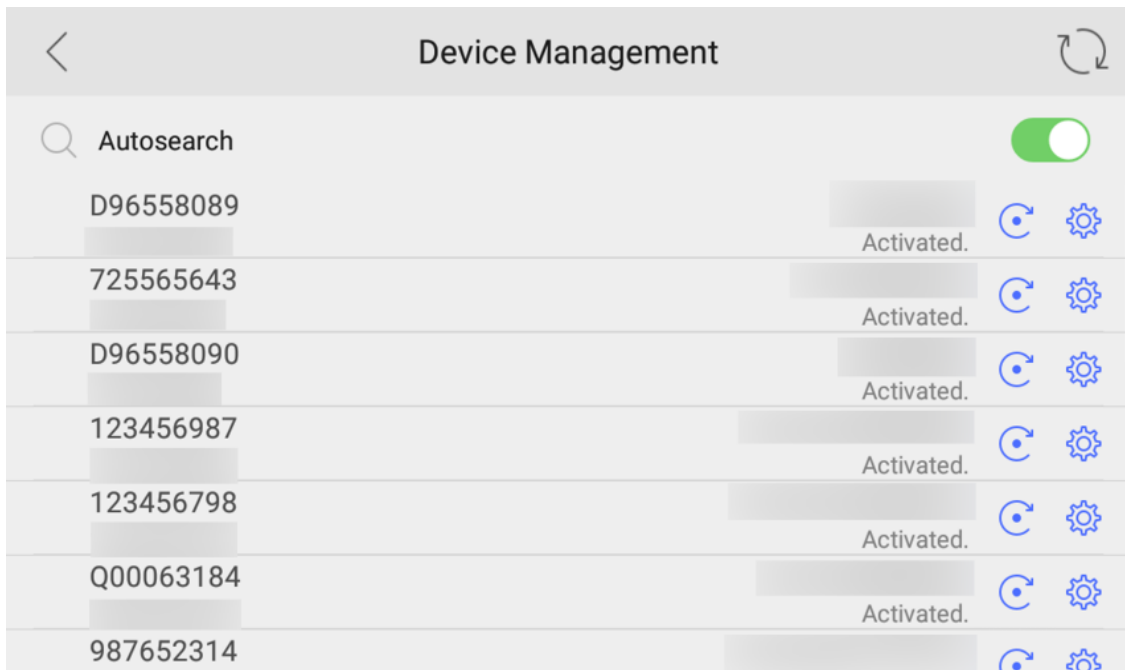 Device Management
Autosearch
D96558089
Activated.
725565643
Activated.
D96558090
Activated.
123456987
Activated.
123456798
Activated.
Q00063184
Activated.
987652314